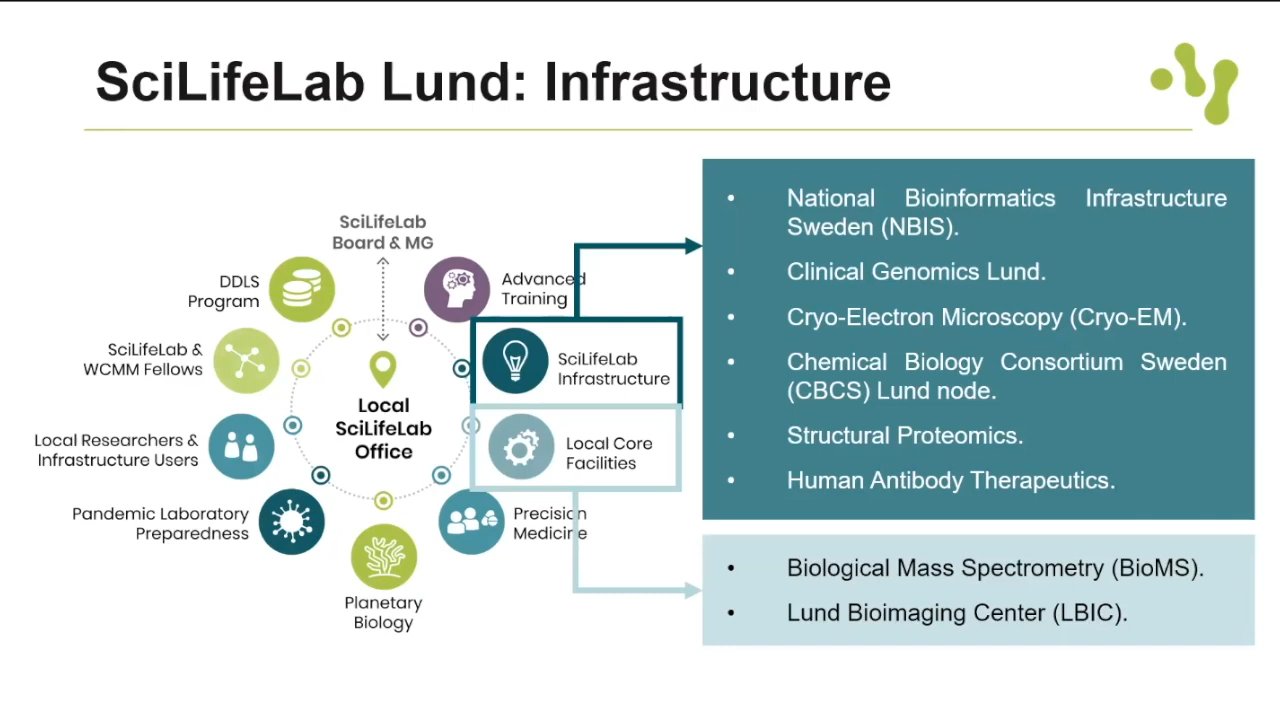 SciLifeLab Lund: Infrastructure
SciLifeLab
Board & MG
DDLS
Program
Advanced
Training
SciLifeLab &
WCMM Fellows
SciLifeLab
Infrastructure
Local
SciLifeLab
Office
Local Researchers &
Infrastructure Users
Local Core
Facilities
Pandemic Laboratory
Preparedness
Precision
Medicine
Planetary
Biology
• National Bioinformatics Infrastructure
Sweden (NBIS).
• Clinical Genomics Lund.
• Cryo-Electron Microscopy (Cryo-EM).
• Chemical Biology Consortium Sweden
(CBCS) Lund node.
• Structural Proteomics.
• Human Antibody Therapeutics.
• Biological Mass Spectrometry (BioMS).
• Lund Bioimaging Center (LBIC).